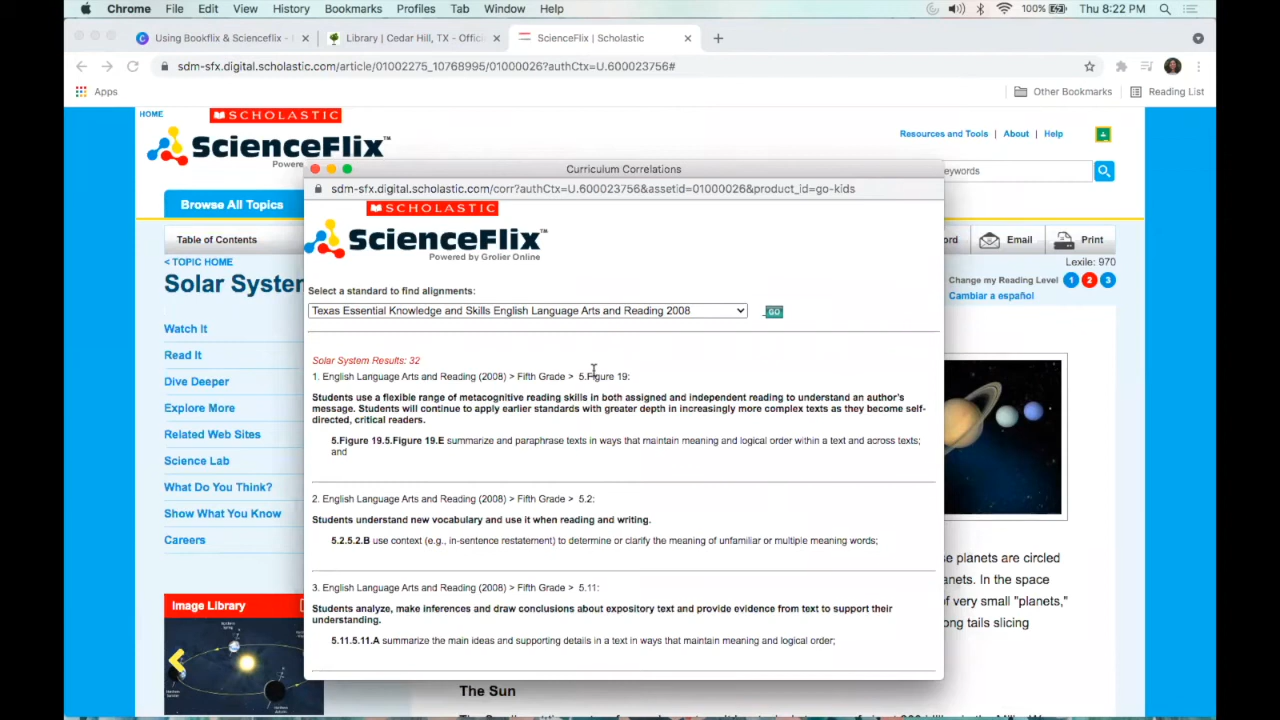 Chrome File Edit View History Bookmarks Profiles Tab Window Help
100% Thu 8:22 PM
Using Bookflix & Scienceflix -
Library | Cedar Hill, TX - Offici
ScienceFlix | Scholastic
sdm-sfx.digital.scholastic.com/article/01002275_10768995/01000026?authCtx=U.600023756#
Apps
Other Bookmarks
Reading List
HOME
SCHOLASTIC
ScienceFlix™
Powere
Resources and Tools | About | Help
eywords
Browse All Topics
Table of Contents
ord
Email
Print
< TOPIC HOME
Lexile: 970
Solar System
Change my Reading Level 1 2 3
Cambiar a español
Watch It
Read It
Dive Deeper
Explore More
Related Web Sites
Science Lab
What Do You Think?
Show What You Know
Careers
Image Library
Curriculum Correlations
sdm-sfx.digital.scholastic.com/corr?authCtx=U.600023756&assetid=01000026&product_id=go-kids
SCHOLASTIC
ScienceFlix™
Powered by Grolier Online
Select a standard to find alignments:
Texas Essential Knowledge and Skills English Language Arts and Reading 2008
GO
Solar System Results: 32
1. English Language Arts and Reading (2008) > Fifth Grade > 5.Figure 19:
Students use a flexible range of metacognitive reading skills in both assigned and independent reading to understand an author's
message. Students will continue to apply earlier standards with greater depth in increasingly more complex texts as they become self-
directed, critical readers.
5.Figure 19.5.Figure 19.E summarize and paraphrase texts in ways that maintain meaning and logical order within a text and across texts;
and
2. English Language Arts and Reading (2008) > Fifth Grade > 5.2:
Students understand new vocabulary and use it when reading and writing.
5.2.5.2.B use context (e.g., in-sentence restatement) to determine or clarify the meaning of unfamiliar or multiple meaning words;
3. English Language Arts and Reading (2008) > Fifth Grade > 5.11:
Students analyze, make inferences and draw conclusions about expository text and provide evidence from text to support their
understanding.
5.11.5.11.A summarize the main ideas and supporting details in a text in ways that maintain meaning and logical order;
se planets are circled
anets. In the space
of very small "planets,"
ong tails slicing
The Sun